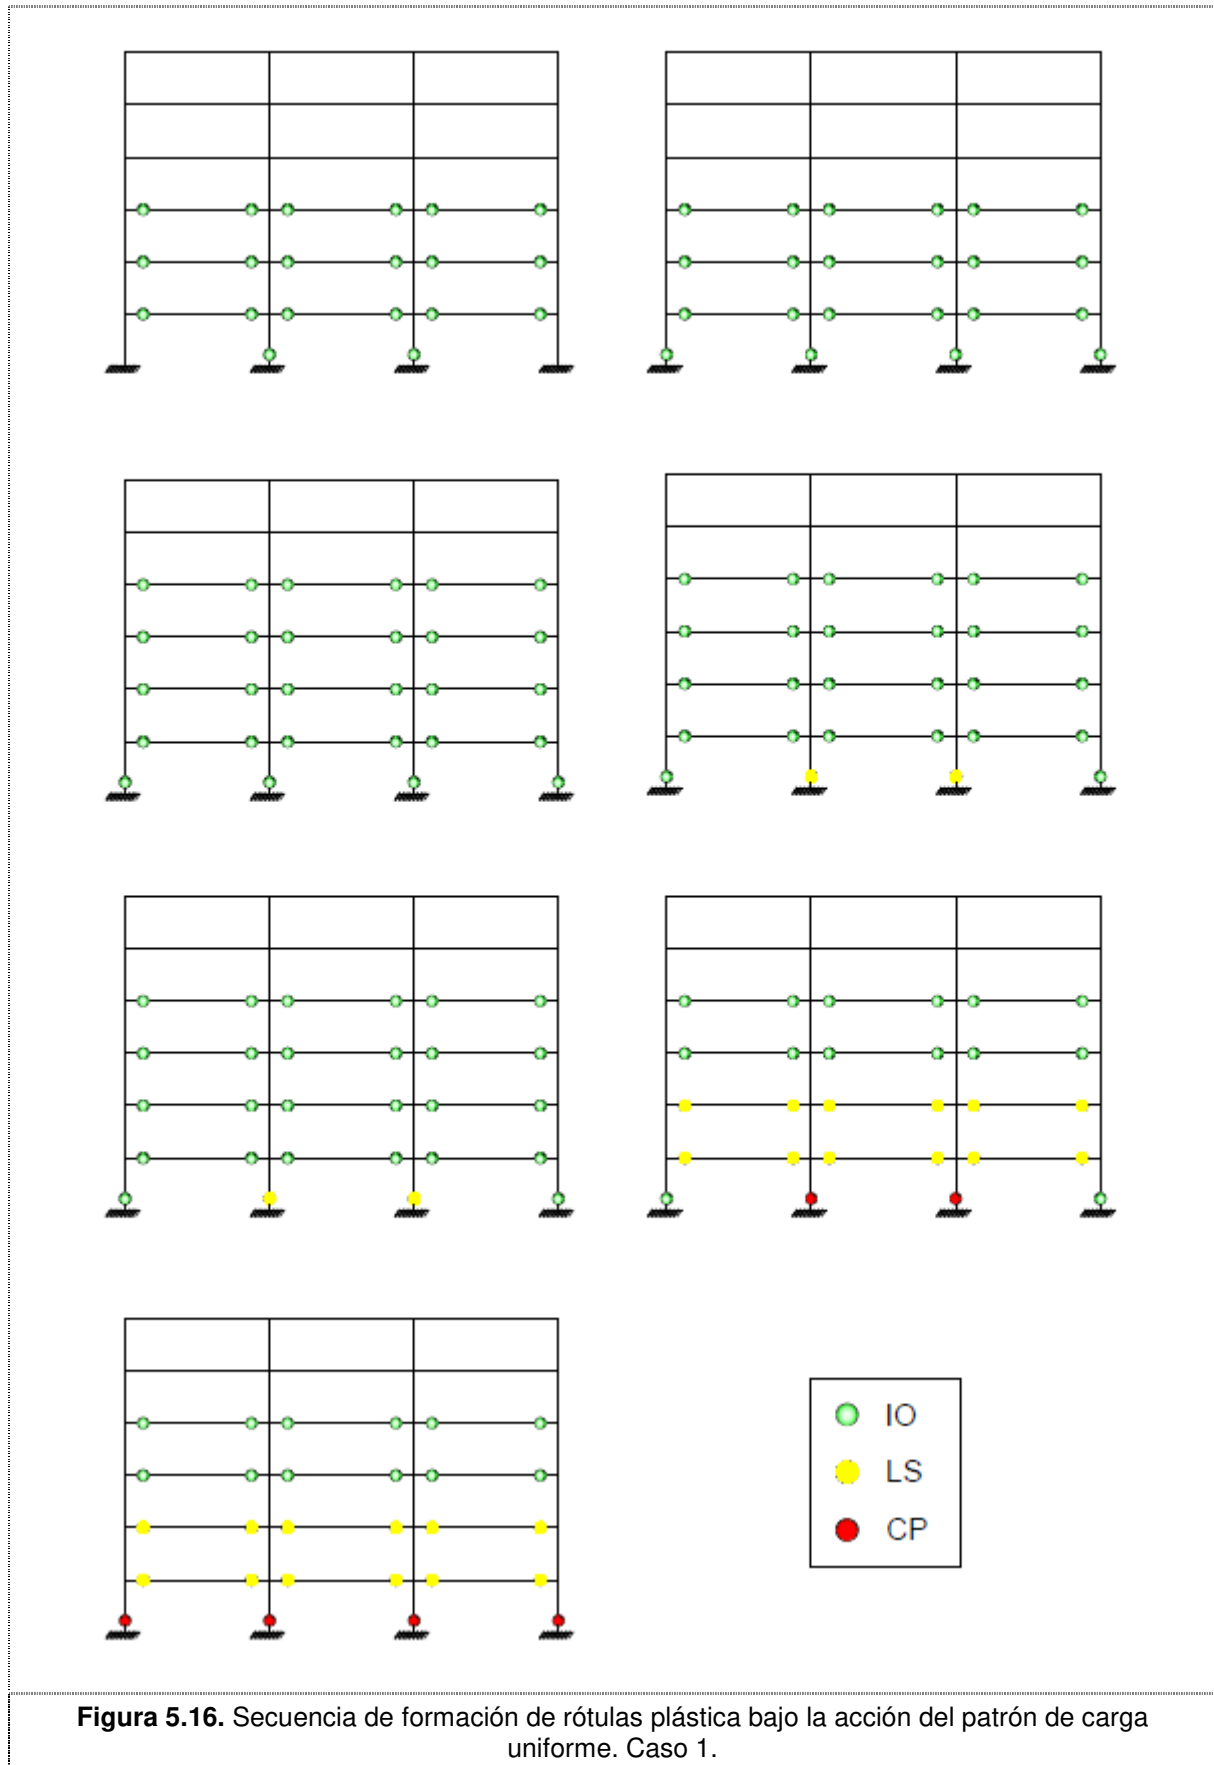 IO
LS
CP
Figura 5.16. Secuencia de formación de rótulas plástica bajo la acción del patrón de carga
uniforme. Caso 1.